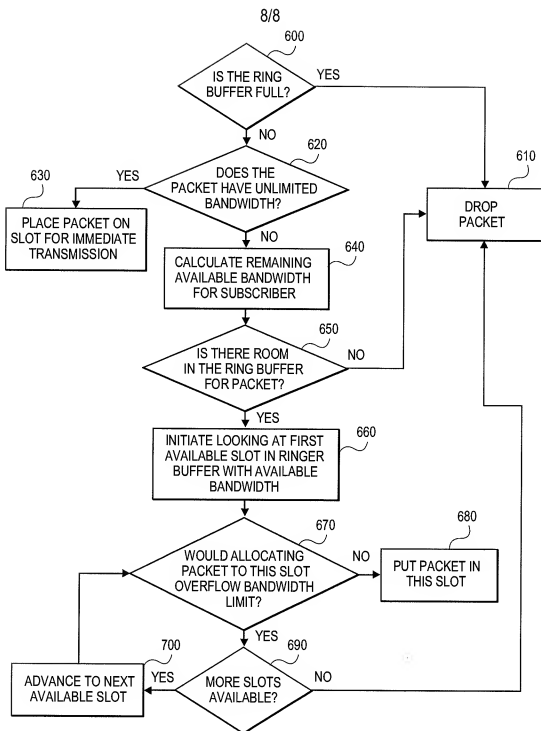 8/8
600
IS THE RING
BUFFER FULL?
YES
NO
620
DOES THE
PACKET HAVE UNLIMITED
BANDWIDTH?
YES
630
PLACE PACKET ON
SLOT FOR IMMEDIATE
TRANSMISSION
610
DROP
PACKET
NO
640
CALCULATE REMAINING
AVAILABLE BANDWIDTH
FOR SUBSCRIBER
650
IS THERE ROOM
IN THE RING BUFFER
FOR PACKET?
NO
YES
660
INITIATE LOOKING AT FIRST
AVAILABLE SLOT IN RINGER
BUFFER WITH AVAILABLE
BANDWIDTH
670
WOULD ALLOCATING
PACKET TO THIS SLOT
OVERFLOW BANDWIDTH
LIMIT?
NO
680
PUT PACKET IN
THIS SLOT
YES
690
MORE SLOTS
AVAILABLE?
NO
YES
700
ADVANCE TO NEXT
AVAILABLE SLOT